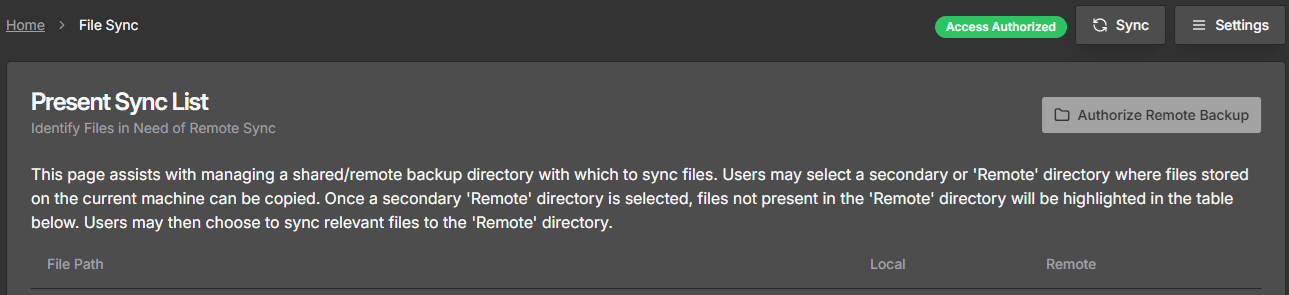 Home > File Sync
Access Authorized
Sync
Settings
Present Sync List
Identify Files in Need of Remote Sync
Authorize Remote Backup
This page assists with managing a shared/remote backup directory with which to sync files. Users may select a secondary or 'Remote' directory where files stored
on the current machine can be copied. Once a secondary 'Remote' directory is selected, files not present in the 'Remote' directory will be highlighted in the table
below. Users may then choose to sync relevant files to the 'Remote' directory.
File Path Local Remote